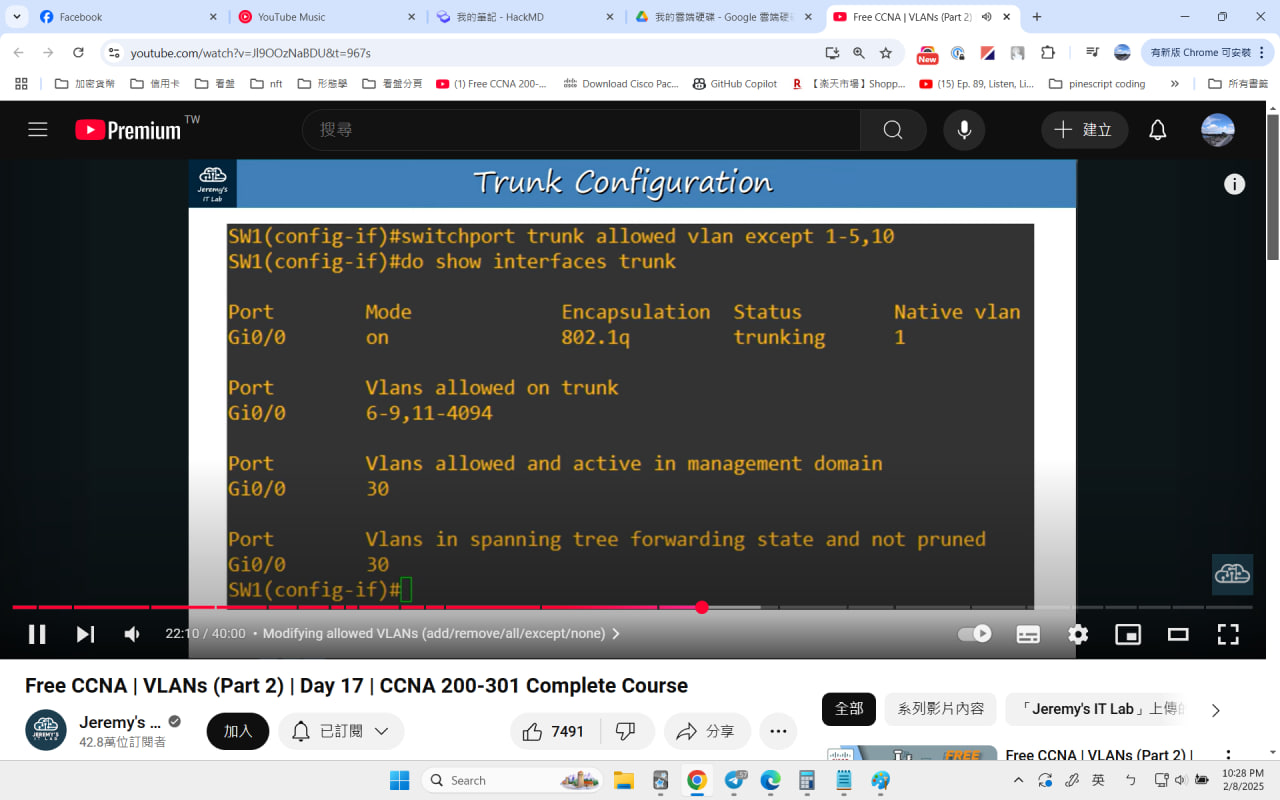 Facebook
YouTube Music
我的筆記 - HackMD
我的雲端硬碟 - Google 雲端硬碟
Free CCNA | VLANs (Part 2)
youtube.com/watch?v=Jl9OOzNaBDU&t=967s
New
有新版 Chrome 可安裝
加密貨幣
信用卡
看盤
nft
形態學
看盤分頁
(1) Free CCNA 200-...
Download Cisco Pac...
GitHub Copilot
【楽天市場】Shopp...
(15) Ep. 89, Listen, Li...
pinescript coding
所有書籤
Premium TW
搜尋
建立
Jeremy's
IT Lab
Trunk Configuration
SW1(config-if)#switchport trunk allowed vlan except 1-5,10
SW1(config-if)#do show interfaces trunk
Port Mode Encapsulation Status Native vlan
Gi0/0 on 802.1q trunking 1
Port Vlans allowed on trunk
Gi0/0 6-9,11-4094
Port Vlans allowed and active in management domain
Gi0/0 30
Port Vlans in spanning tree forwarding state and not pruned
Gi0/0 30
SW1(config-if)#
22:10 / 40:00 • Modifying allowed VLANs (add/remove/all/except/none)
Free CCNA | VLANs (Part 2) | Day 17 | CCNA 200-301 Complete Course
Jeremy's ...
42.8萬位訂閱者
加入
已訂閱
7491
分享
全部
系列影片內容
「Jeremy's IT Lab」上傳的
FREE
Free CCNA | VLANs (Part 2) |
Search
英
10:28 PM
2/8/2025